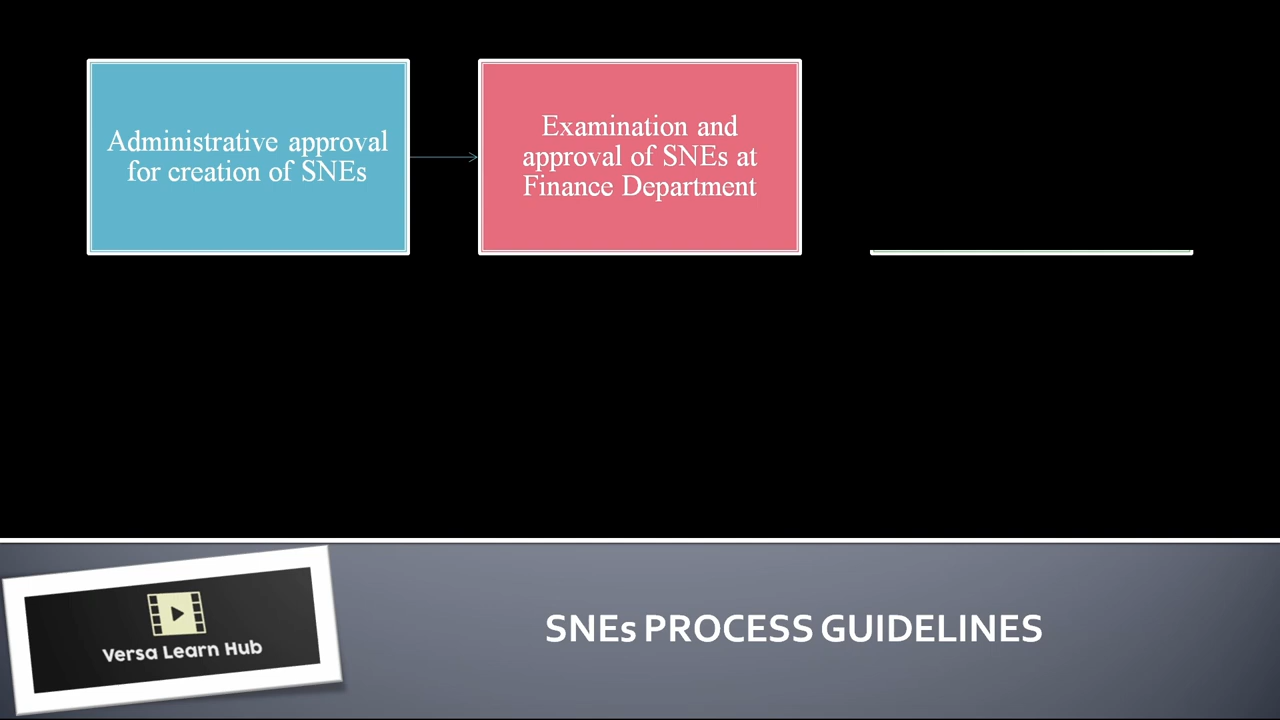 Administrative approval
for creation of SNEs
Examination and
approval of SNEs at
Finance Department
Versa Learn Hub
SNEs PROCESS GUIDELINES